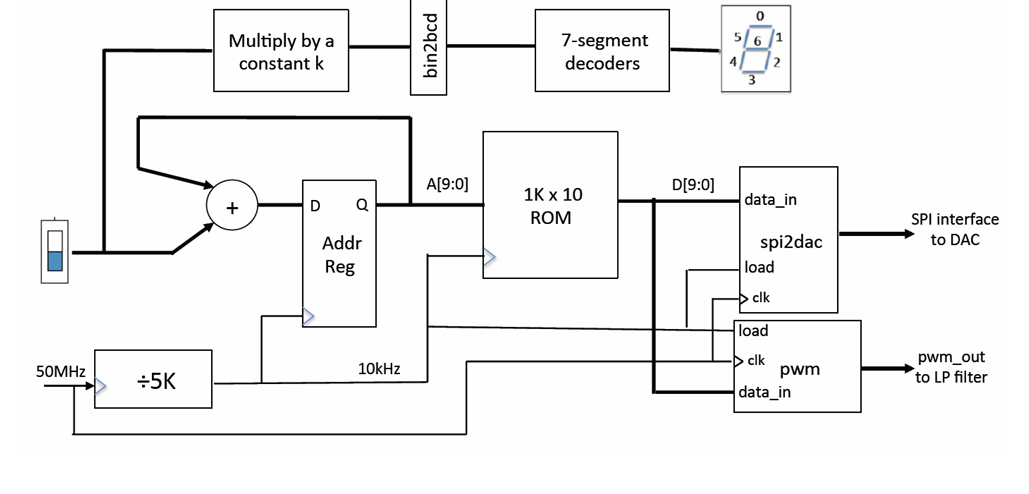 Multiply by a
constant k
bin2bcd
7-segment
decoders
0
5
6
1
4
2
3
+
D
Q
Addr
Reg
A[9:0]
1K x 10
ROM
D[9:0]
data_in
spi2dac
load
clk
SPI interface
to DAC
50MHz
÷5K
10kHz
load
clk
pwm
data_in
pwm_out
to LP filter